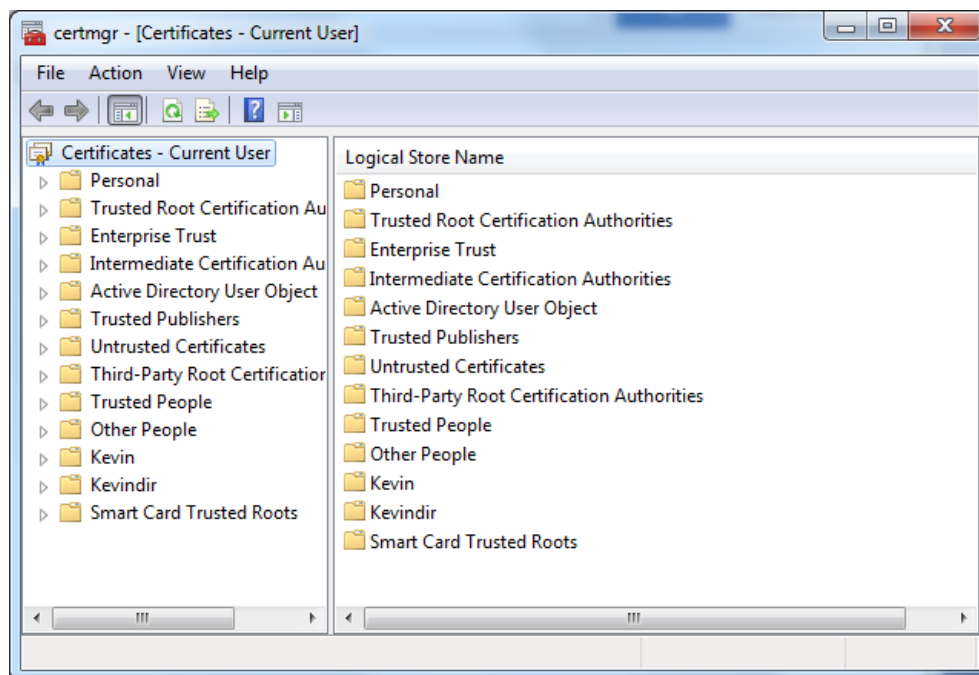 certmgr - [Certificates - Current User]
File Action View Help
Certificates - Current User
Personal
Trusted Root Certification Au
Enterprise Trust
Intermediate Certification Au
Active Directory User Object
Trusted Publishers
Untrusted Certificates
Third-Party Root Certification
Trusted People
Other People
Kevin
Kevindir
Smart Card Trusted Roots
Logical Store Name
Personal
Trusted Root Certification Authorities
Enterprise Trust
Intermediate Certification Authorities
Active Directory User Object
Trusted Publishers
Untrusted Certificates
Third-Party Root Certification Authorities
Trusted People
Other People
Kevin
Kevindir
Smart Card Trusted Roots